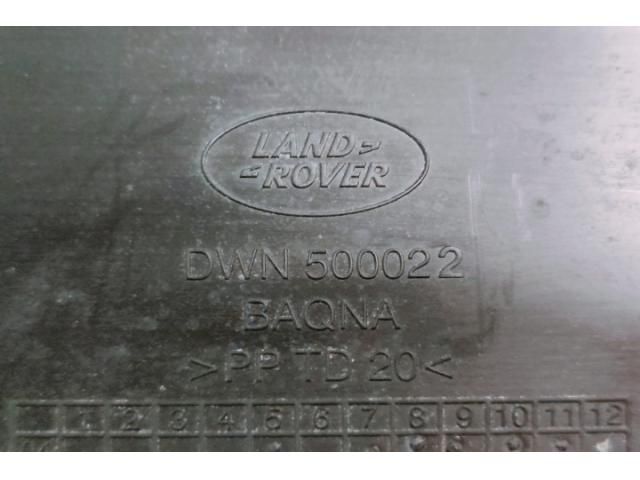 LAND
ROVER
DWN 500022
BAQNA
>PP TD 20<
1 2 3 4 5 6 7 8 9 10 11 12